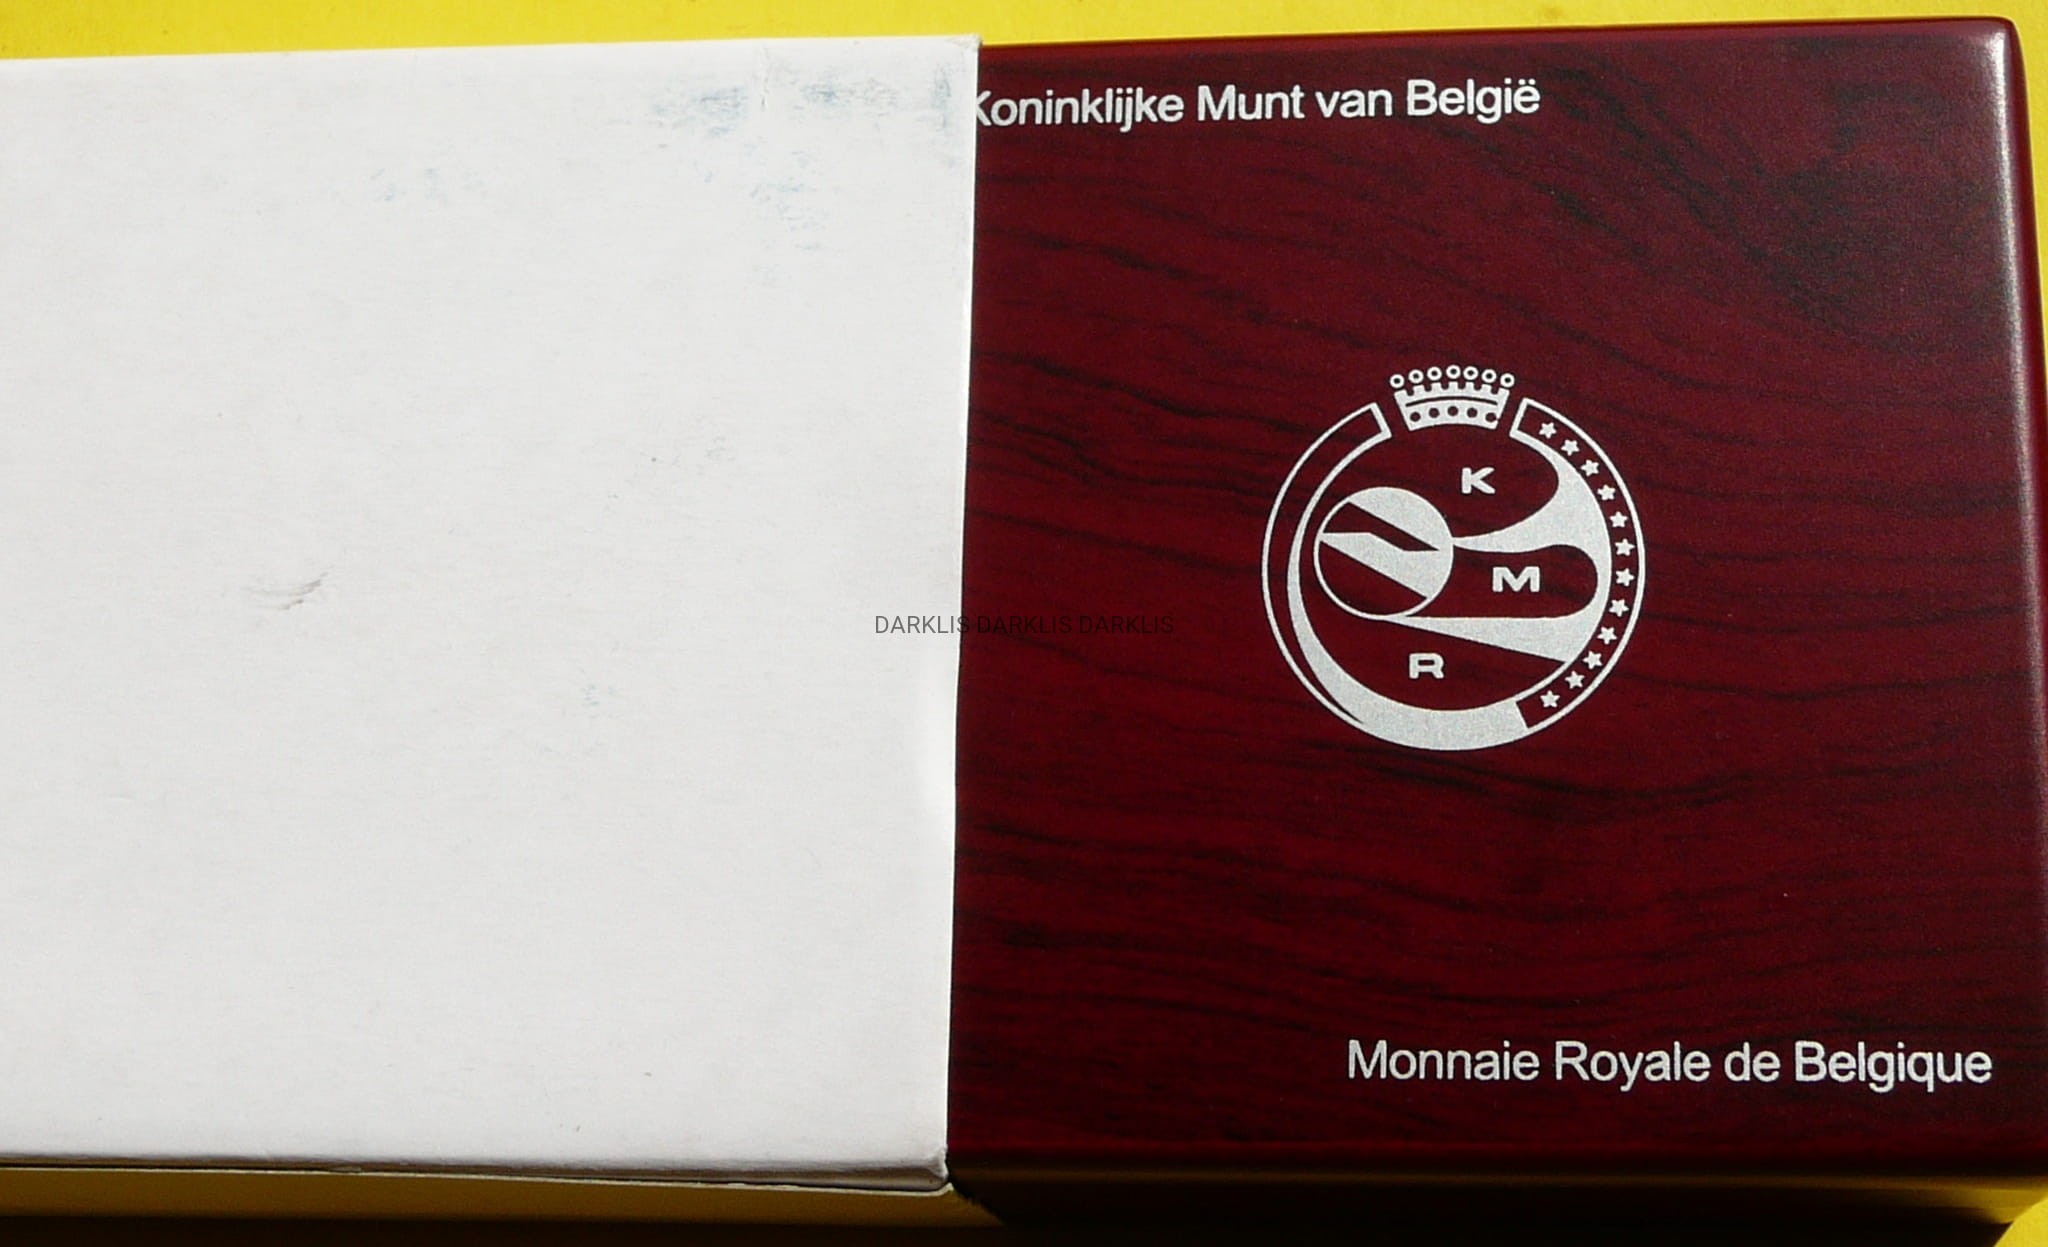 Koninklijke Munt van België
K
M
R
DARKLIS DARKLIS DARKLIS
Monnaie Royale de Belgique